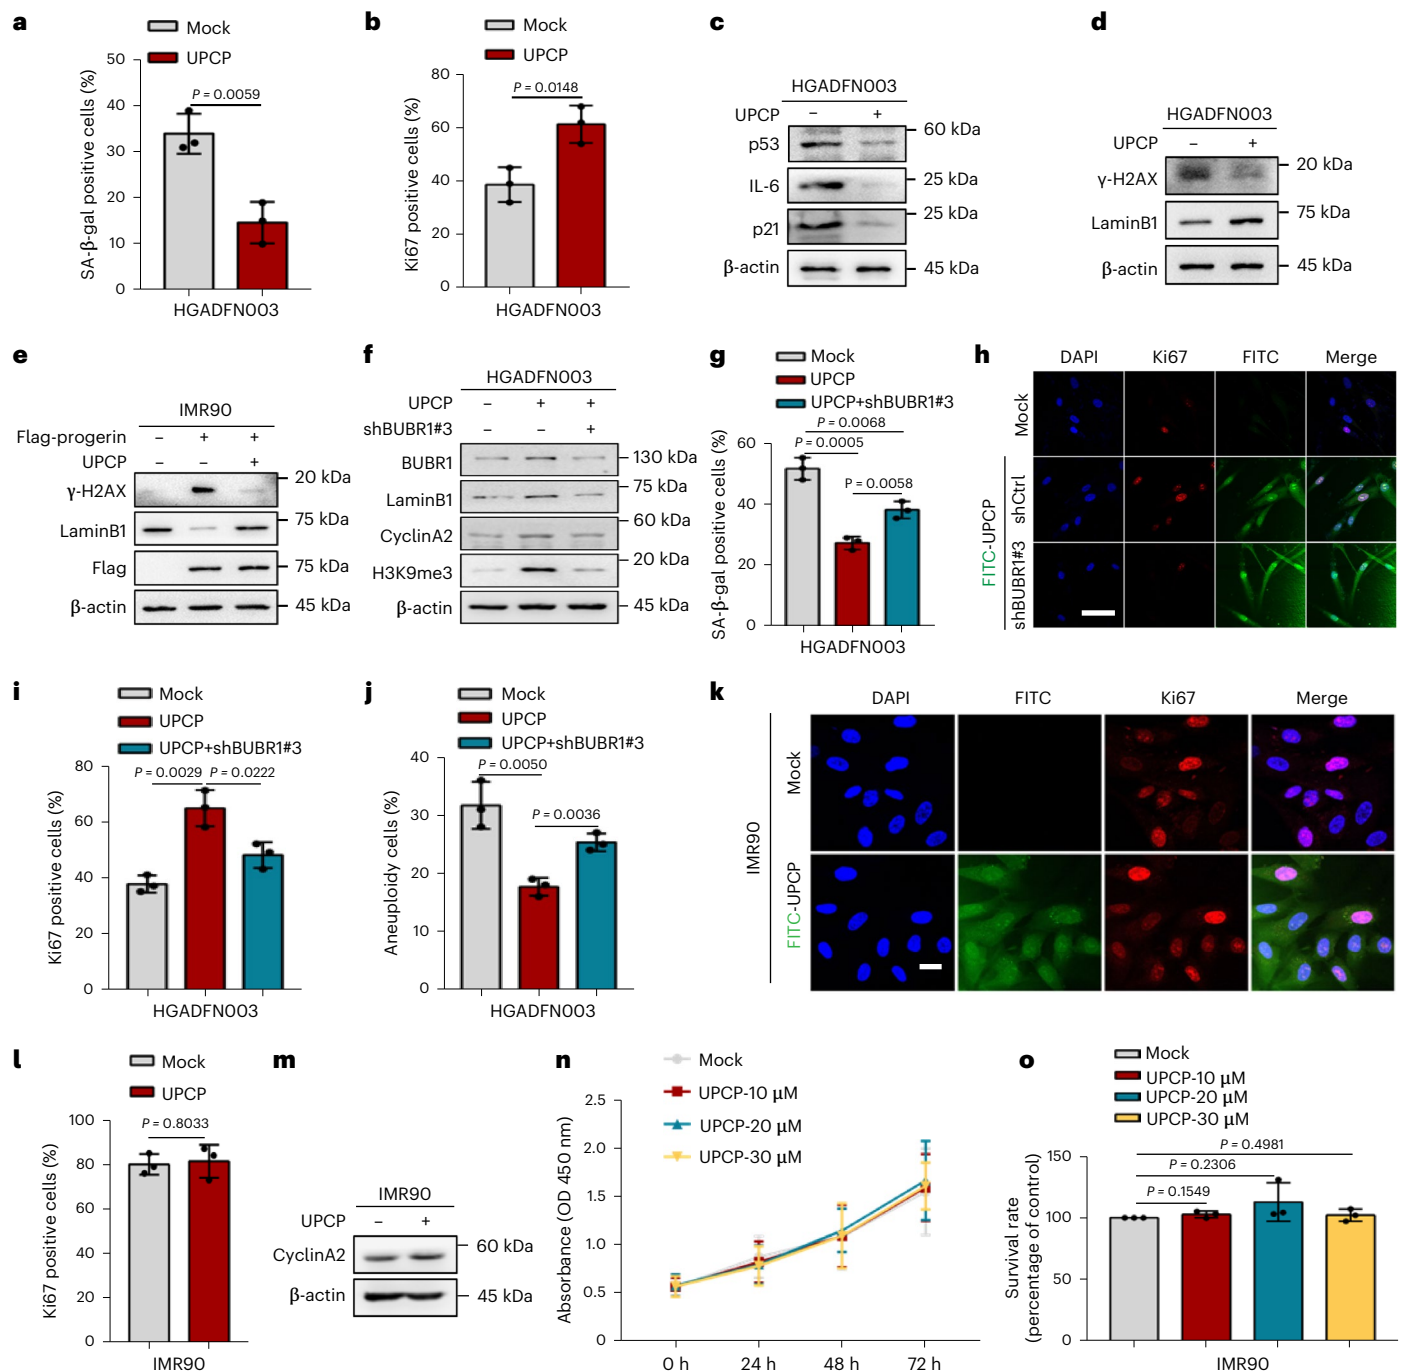 a
Mock
UPCP
SA-β-gal positive cells (%)
50
40
30
20
10
0
P = 0.0059
HGADFN003
b
Mock
UPCP
Ki67 positive cells (%)
80
60
40
20
0
P = 0.0148
HGADFN003
c
HGADFN003
UPCP – +
p53 60 kDa
IL-6 25 kDa
p21 25 kDa
β-actin 45 kDa
d
HGADFN003
UPCP – +
γ-H2AX 20 kDa
LaminB1 75 kDa
β-actin 45 kDa
e
IMR90
Flag-progerin – + +
UPCP – – +
γ-H2AX 20 kDa
LaminB1 75 kDa
Flag 75 kDa
β-actin 45 kDa
f
HGADFN003
UPCP – + +
shBUBR1#3 – – +
BUBR1 130 kDa
LaminB1 75 kDa
CyclinA2 60 kDa
H3K9me3 20 kDa
β-actin 45 kDa
g
Mock
UPCP
UPCP+shBUBR1#3
SA-β-gal positive cells (%)
60
40
20
0
P = 0.0068
P = 0.0005
P = 0.0058
HGADFN003
h
DAPI Ki67 FITC Merge
Mock
FITC-UPCP
shCtrl
shBUBR1#3
i
Mock
UPCP
UPCP+shBUBR1#3
Ki67 positive cells (%)
80
60
40
20
0
P = 0.0029 P = 0.0222
HGADFN003
j
Mock
UPCP
UPCP+shBUBR1#3
Aneuploidy cells (%)
40
30
20
10
0
P = 0.0050
P = 0.0036
HGADFN003
k
DAPI FITC Ki67 Merge
IMR90
Mock
FITC-UPCP
l
Mock
UPCP
Ki67 positive cells (%)
100
80
60
40
20
0
P = 0.8033
IMR90
m
IMR90
UPCP – +
CyclinA2 60 kDa
β-actin 45 kDa
n
Mock
UPCP-10 μM
UPCP-20 μM
UPCP-30 μM
Absorbance (OD 450 nm)
2.5
2.0
1.5
1.0
0.5
0
0 h 24 h 48 h 72 h
o
Mock
UPCP-10 μM
UPCP-20 μM
UPCP-30 μM
Survival rate
(percentage of control)
150
100
50
0
P = 0.4981
P = 0.2306
P = 0.1549
IMR90